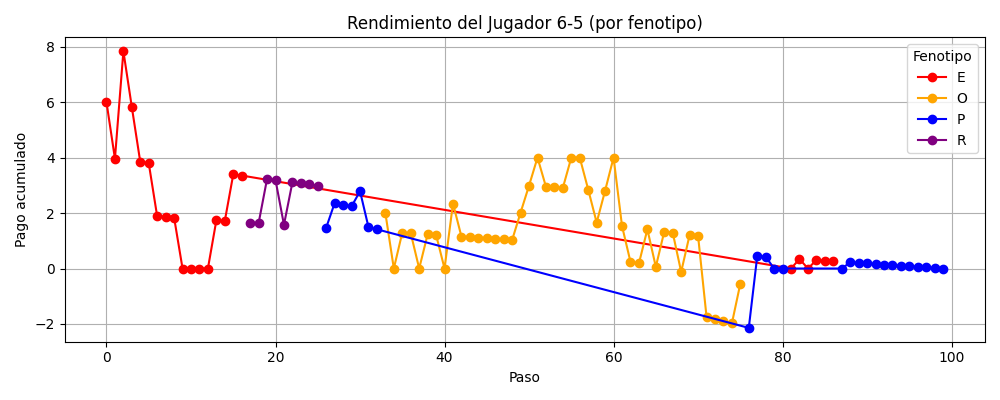 Rendimiento del Jugador 6-5 (por fenotipo)
Pago acumulado
8
6
4
2
0
−2
Fenotipo
E
O
P
R
0 20 40 60 80 100
Paso